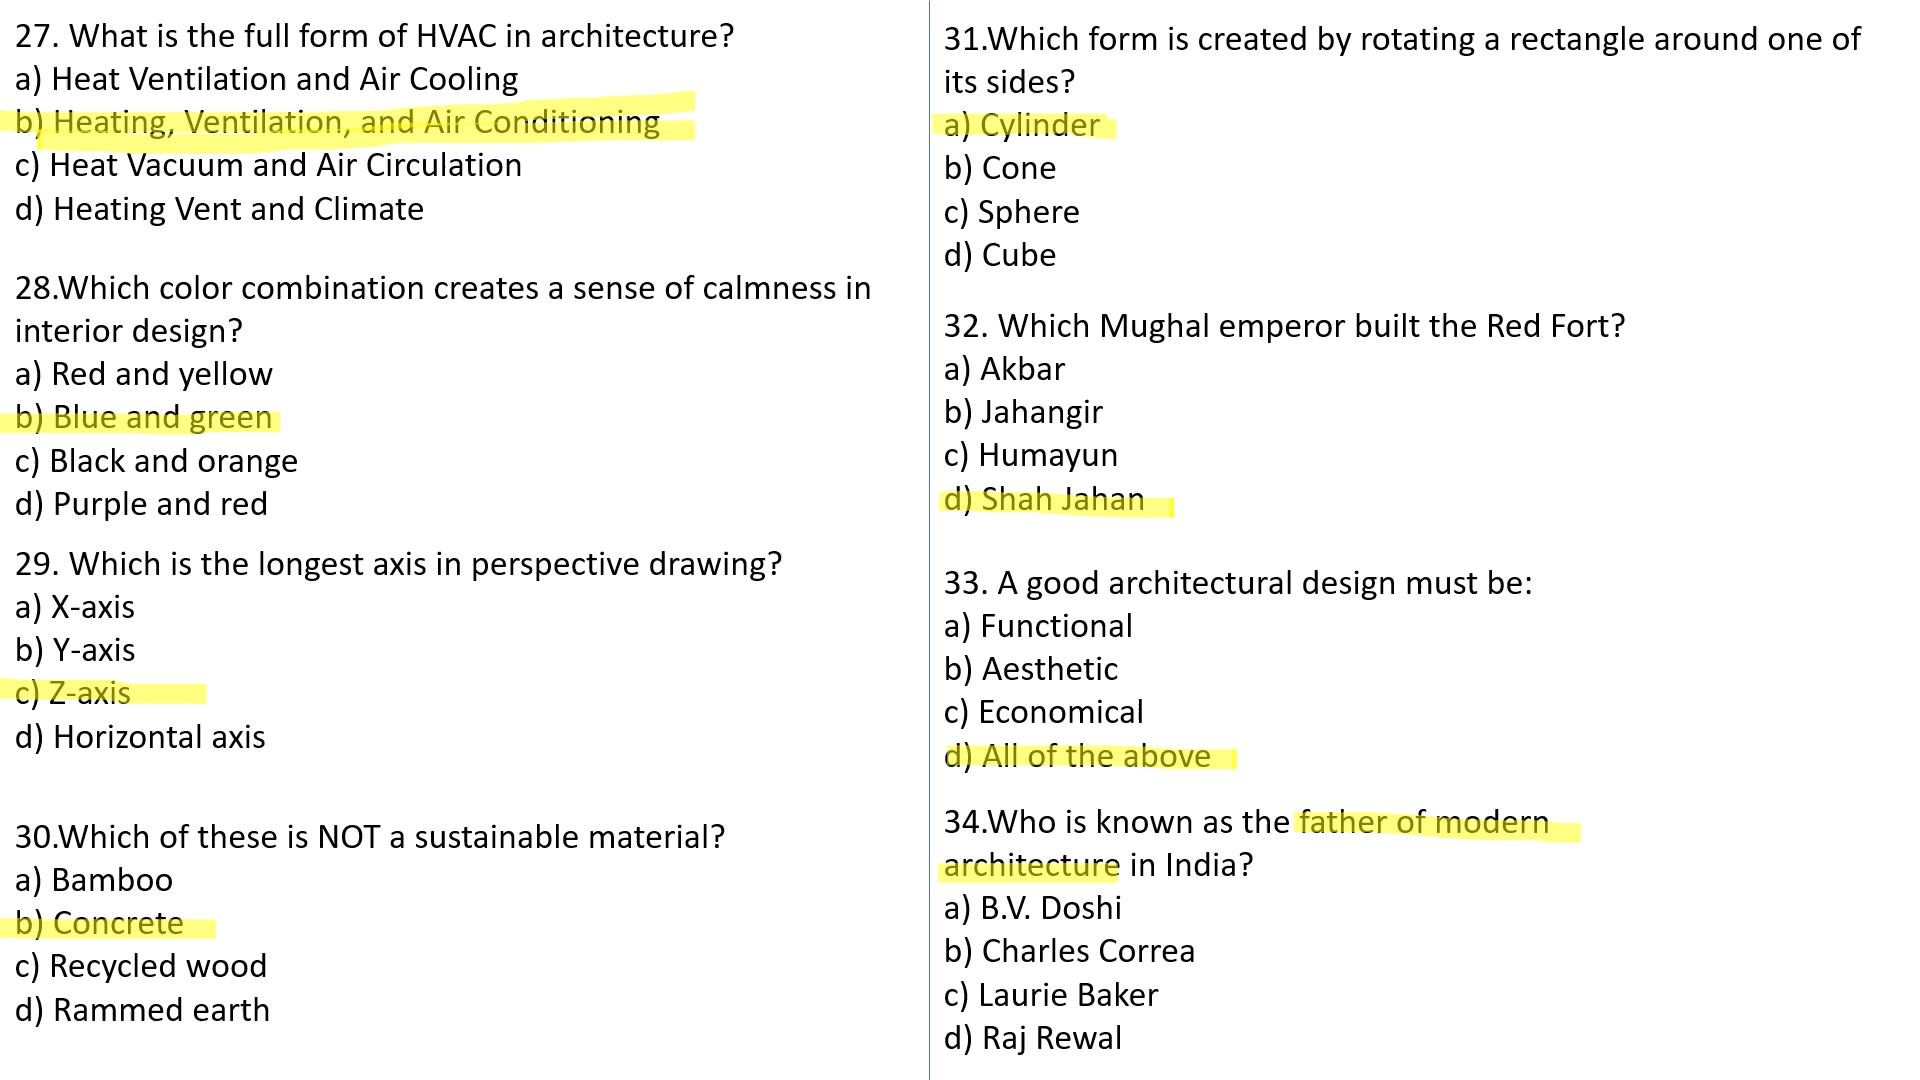 27. What is the full form of HVAC in architecture?
a) Heat Ventilation and Air Cooling
b) Heating, Ventilation, and Air Conditioning
c) Heat Vacuum and Air Circulation
d) Heating Vent and Climate
28.Which color combination creates a sense of calmness in
interior design?
a) Red and yellow
b) Blue and green
c) Black and orange
d) Purple and red
29. Which is the longest axis in perspective drawing?
a) X-axis
b) Y-axis
c) Z-axis
d) Horizontal axis
30.Which of these is NOT a sustainable material?
a) Bamboo
b) Concrete
c) Recycled wood
d) Rammed earth
31.Which form is created by rotating a rectangle around one of
its sides?
a) Cylinder
b) Cone
c) Sphere
d) Cube
32. Which Mughal emperor built the Red Fort?
a) Akbar
b) Jahangir
c) Humayun
d) Shah Jahan
33. A good architectural design must be:
a) Functional
b) Aesthetic
c) Economical
d) All of the above
34.Who is known as the father of modern
architecture in India?
a) B.V. Doshi
b) Charles Correa
c) Laurie Baker
d) Raj Rewal